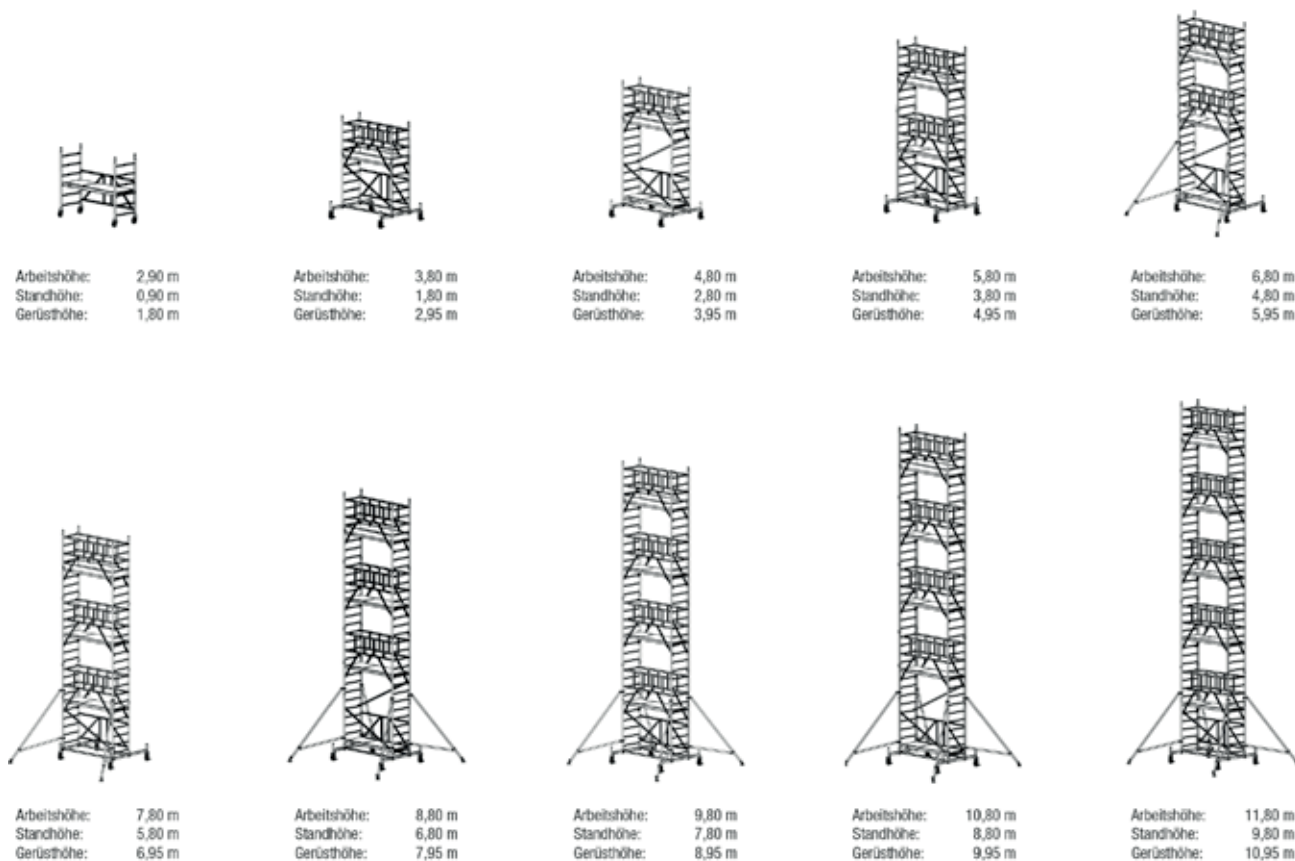 Arbeitshöhe: 2,90 m
Standhöhe: 0,90 m
Gerüsthöhe: 1,80 m
Arbeitshöhe: 3,80 m
Standhöhe: 1,80 m
Gerüsthöhe: 2,95 m
Arbeitshöhe: 4,80 m
Standhöhe: 2,80 m
Gerüsthöhe: 3,95 m
Arbeitshöhe: 5,80 m
Standhöhe: 3,80 m
Gerüsthöhe: 4,95 m
Arbeitshöhe: 6,80 m
Standhöhe: 4,80 m
Gerüsthöhe: 5,95 m
Arbeitshöhe: 7,80 m
Standhöhe: 5,80 m
Gerüsthöhe: 6,95 m
Arbeitshöhe: 8,80 m
Standhöhe: 6,80 m
Gerüsthöhe: 7,95 m
Arbeitshöhe: 9,80 m
Standhöhe: 7,80 m
Gerüsthöhe: 8,95 m
Arbeitshöhe: 10,80 m
Standhöhe: 8,80 m
Gerüsthöhe: 9,95 m
Arbeitshöhe: 11,80 m
Standhöhe: 9,80 m
Gerüsthöhe: 10,95 m